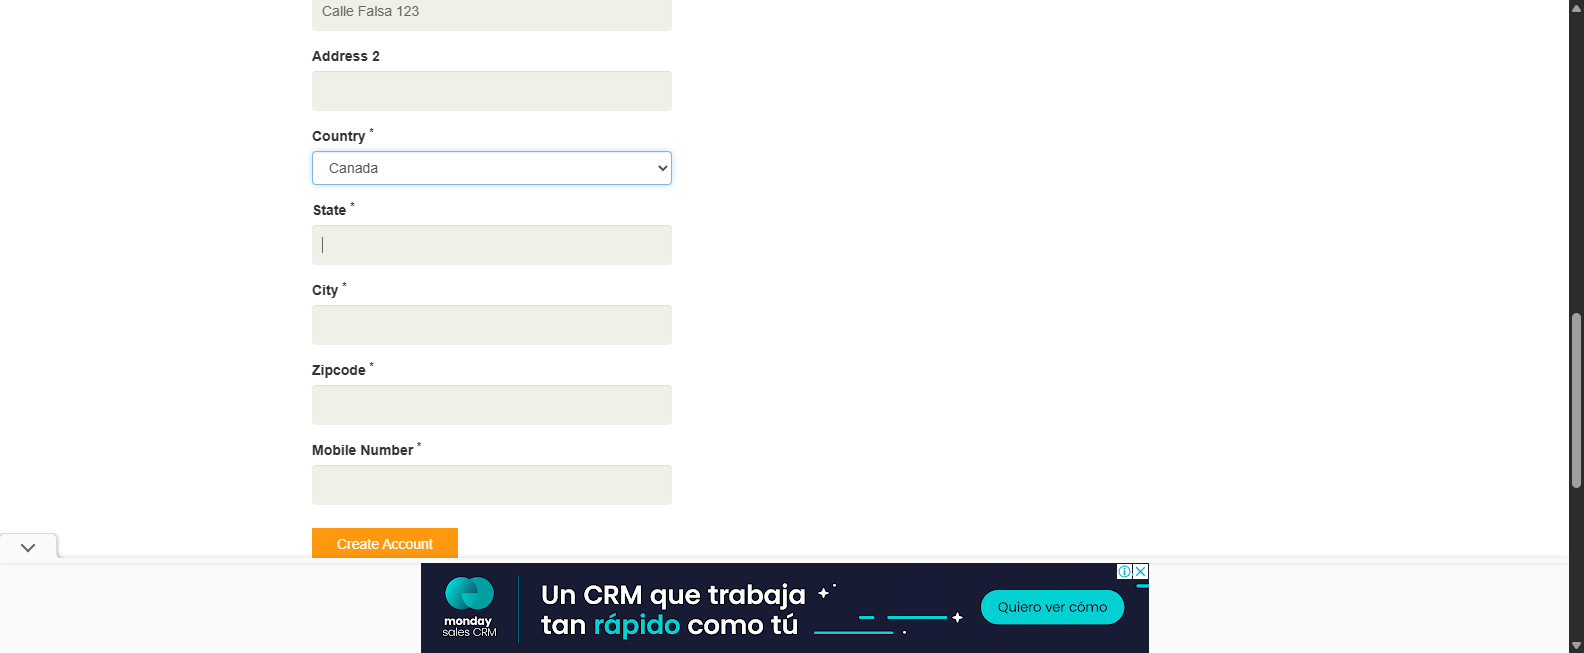 Calle Falsa 123
Address 2
Country *
Canada
State *
City *
Zipcode *
Mobile Number *
Create Account
monday
sales CRM
Un CRM que trabaja
tan rápido como tú
Quiero ver cómo